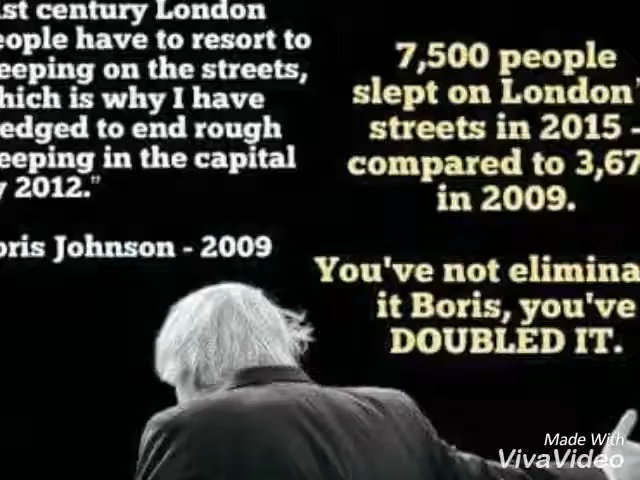 st century London
eople have to resort to
eeping on the streets,
hich is why I have
edged to end rough
eeping in the capital
y 2012."
oris Johnson - 2009
7,500 people
slept on London'
streets in 2015 -
compared to 3,67
in 2009.
You've not elimina
it Boris, you've
DOUBLED IT.
Made With
VivaVideo